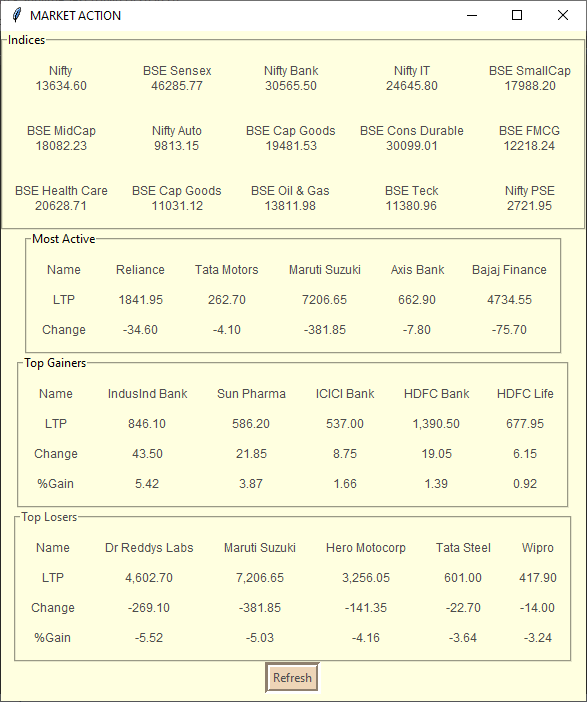 MARKET ACTION
Indices
Nifty BSE Sensex Nifty Bank Nifty IT BSE SmallCap
13634.60 46285.77 30565.50 24645.80 17988.20
BSE MidCap Nifty Auto BSE Cap Goods BSE Cons Durable BSE FMCG
18082.23 9813.15 19481.53 30099.01 12218.24
BSE Health Care BSE Cap Goods BSE Oil & Gas BSE Teck Nifty PSE
20628.71 11031.12 13811.98 11380.96 2721.95
Most Active
Name Reliance Tata Motors Maruti Suzuki Axis Bank Bajaj Finance
LTP 1841.95 262.70 7206.65 662.90 4734.55
Change -34.60 -4.10 -381.85 -7.80 -75.70
Top Gainers
Name IndusInd Bank Sun Pharma ICICI Bank HDFC Bank HDFC Life
LTP 846.10 586.20 537.00 1,390.50 677.95
Change 43.50 21.85 8.75 19.05 6.15
%Gain 5.42 3.87 1.66 1.39 0.92
Top Losers
Name Dr Reddys Labs Maruti Suzuki Hero Motocorp Tata Steel Wipro
LTP 4,602.70 7,206.65 3,256.05 601.00 417.90
Change -269.10 -381.85 -141.35 -22.70 -14.00
%Gain -5.52 -5.03 -4.16 -3.64 -3.24
Refresh